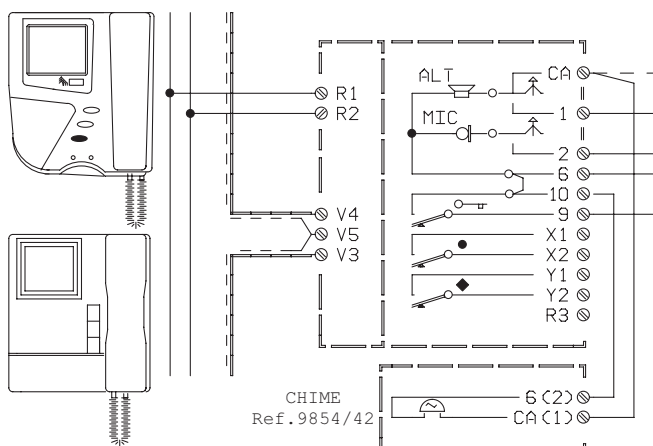 ALT
MIC
R1
R2
V4
V5
V3
CA
1
2
6
10
9
X1
X2
Y1
Y2
R3
CHIME
Ref.9854/42
6(2)
CA(1)